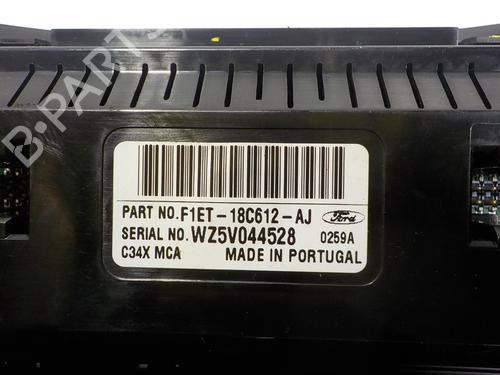 B-PARTS
PART NO.F1ET-18C612-AJ
Ford
SERIAL NO.WZ5V044528
0259A
C34X MCA
MADE IN PORTUGAL